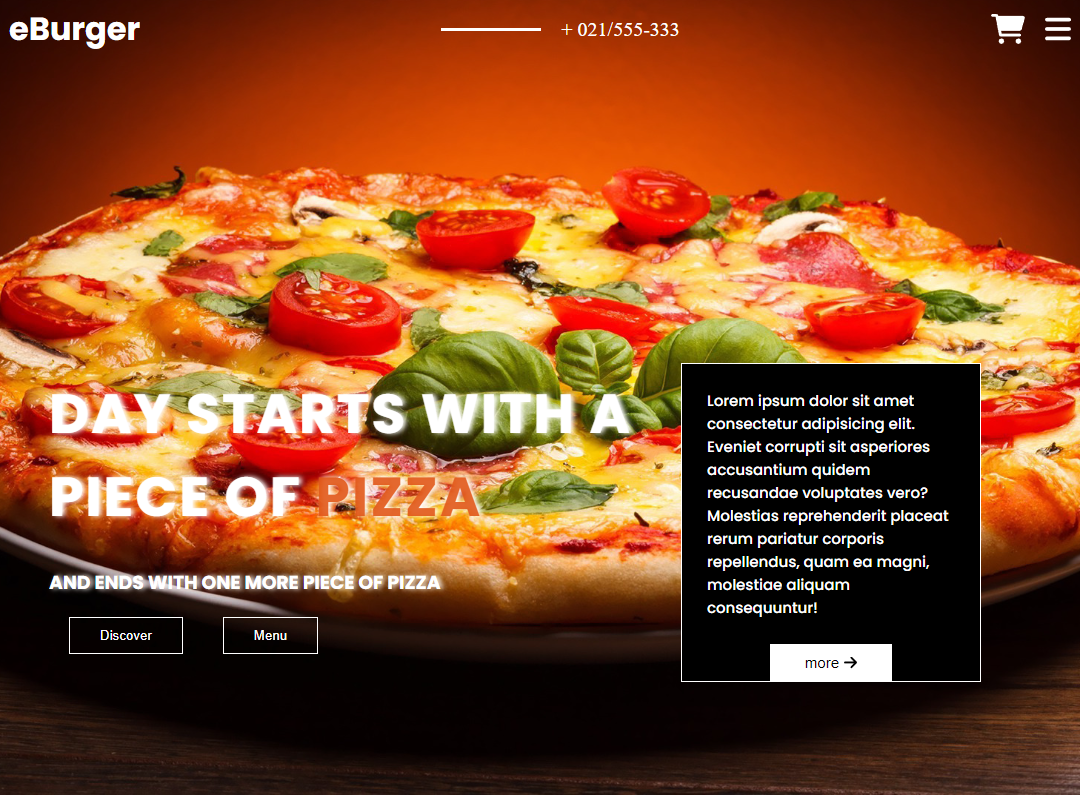 eBurger
+ 021/555-333
DAY STARTS WITH A
PIECE OF PIZZA
AND ENDS WITH ONE MORE PIECE OF PIZZA
Discover
Menu
Lorem ipsum dolor sit amet
consectetur adipisicing elit.
Eveniet corrupti sit asperiores
accusantium quidem
recusandae voluptates vero?
Molestias reprehenderit placeat
rerum pariatur corporis
repellendus, quam ea magni,
molestiae aliquam
consequuntur!
more →